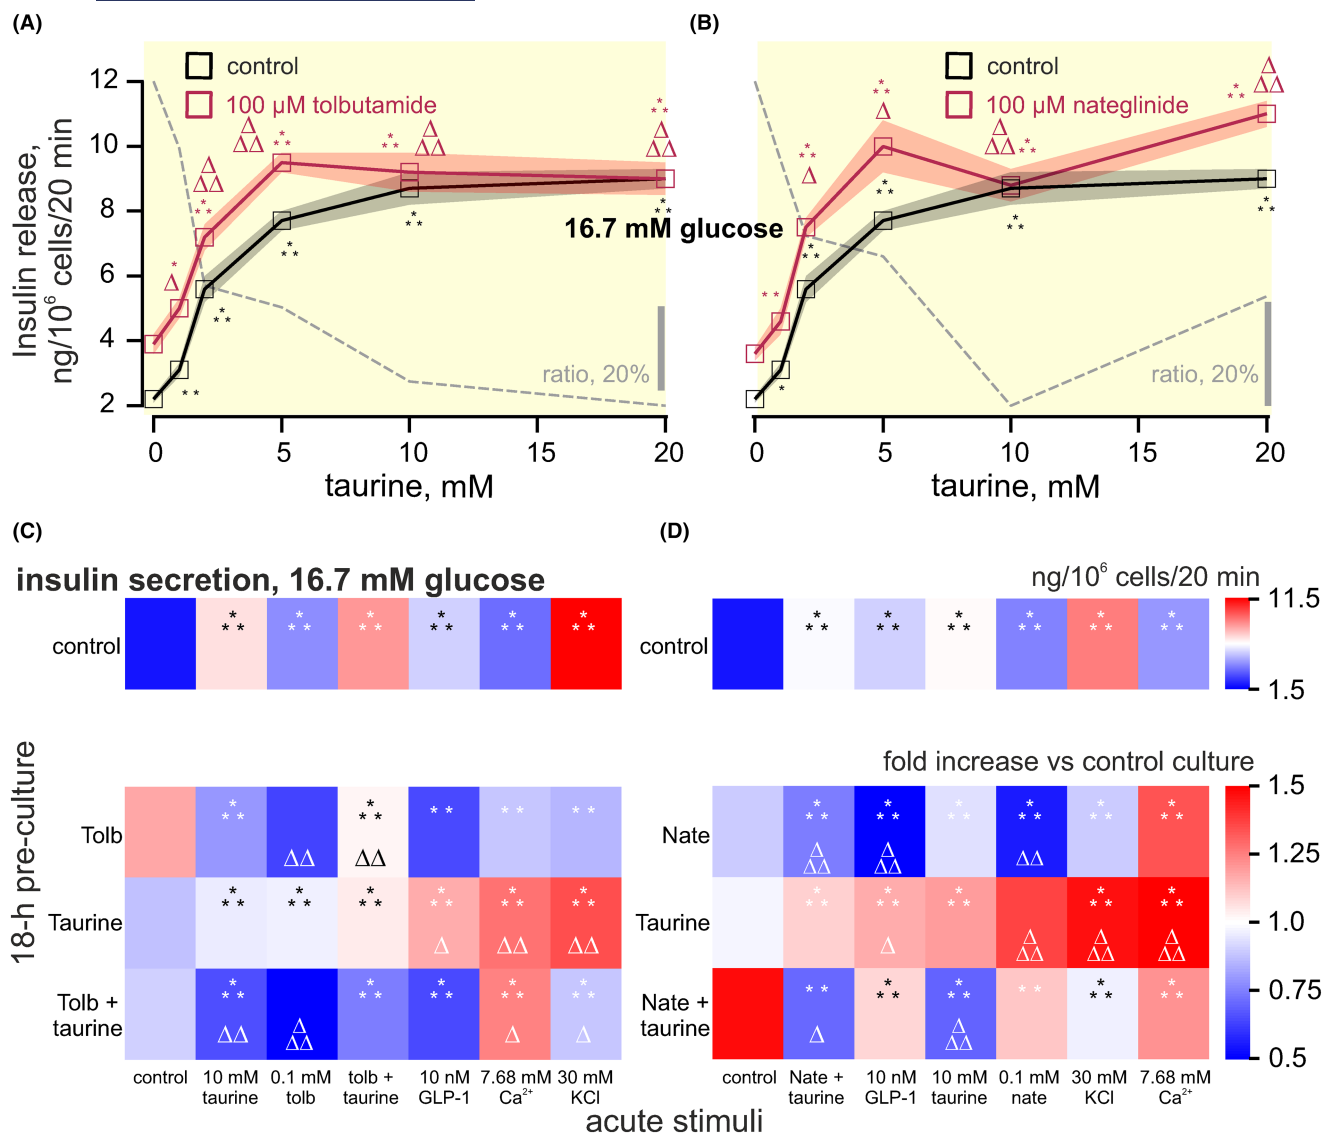 (A)
(B)
control
100 µM tolbutamide
control
100 µM nateglinide
Insulin release,
ng/10⁶ cells/20 min
12
10
8
6
4
2
16.7 mM glucose
ratio, 20%
ratio, 20%
0 5 10 15 20
0 5 10 15 20
taurine, mM
taurine, mM
(C)
(D)
insulin secretion, 16.7 mM glucose
ng/10⁶ cells/20 min
control
control
11.5
1.5
fold increase vs control culture
18-h pre-culture
Tolb
Taurine
Tolb +
taurine
Nate
Taurine
Nate +
taurine
1.5
1.25
1.0
0.75
0.5
control
10 mM
taurine
0.1 mM
tolb
tolb +
taurine
10 nM
GLP-1
7.68 mM
Ca²⁺
30 mM
KCl
control
Nate +
taurine
10 nM
GLP-1
10 mM
taurine
0.1 mM
nate
30 mM
KCl
7.68 mM
Ca²⁺
acute stimuli